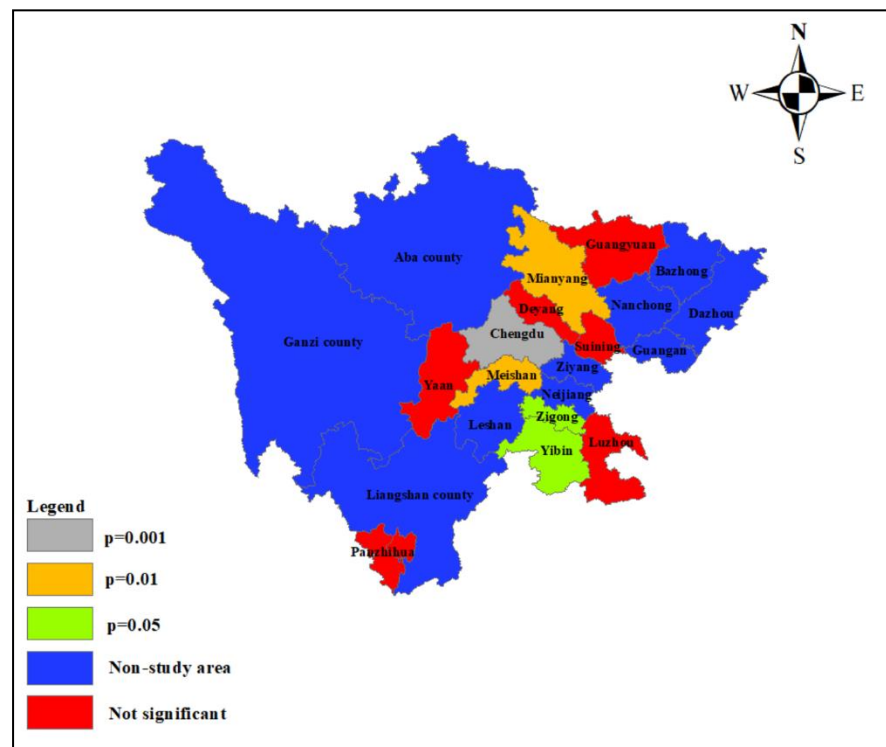 N
W E
S
Guangyuan
Bazhong
Aba county
Mianyang
Nanchong
Dazhou
Deyang
Chengdu
Ganzi county
Suining
Guangan
Ziyang
Meishan
Yaan
Neijiang
Zigong
Leshan
Luzhou
Yibin
Liangshan county
Panzhihua
Legend
p=0.001
p=0.01
p=0.05
Non-study area
Not significant